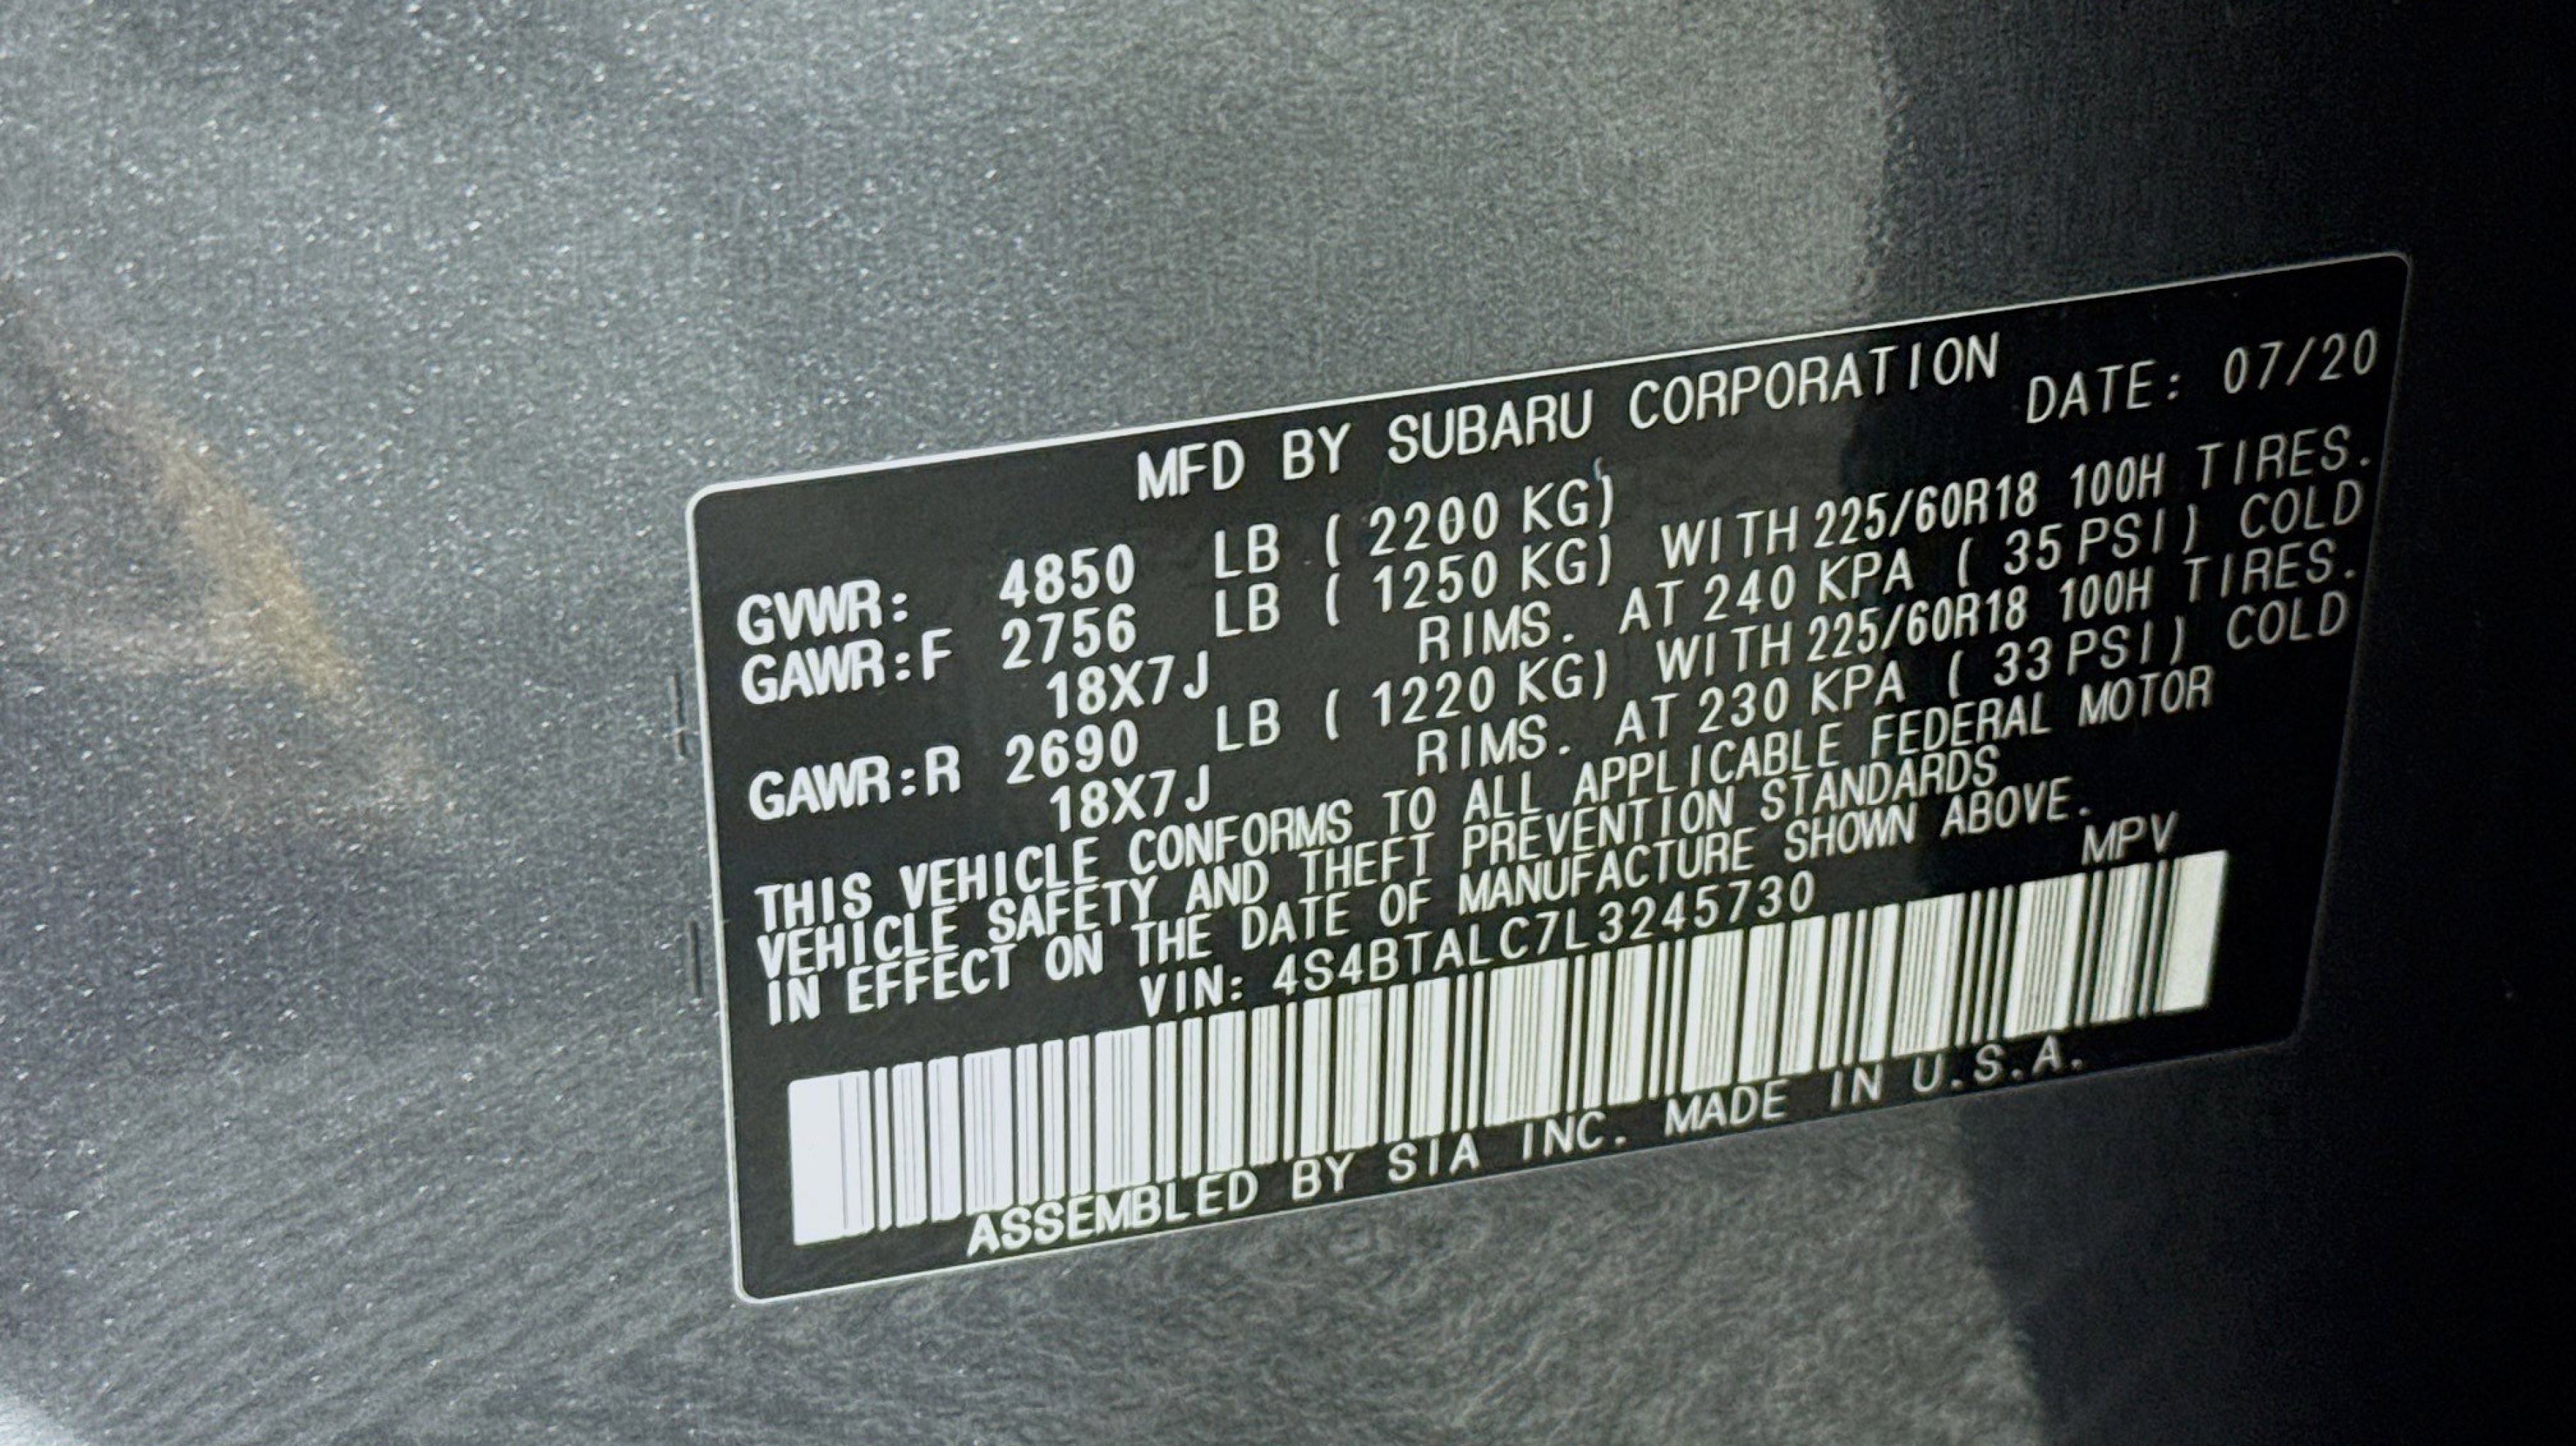 MFD BY SUBARU CORPORATION
DATE: 07/20
GVWR: 4850 LB ( 2200 KG)
GAWR:F 2756 LB ( 1250 KG) WITH 225/60R18 100H TIRES.
18X7J RIMS. AT 240 KPA ( 35 PSI) COLD
GAWR:R 2690 LB ( 1220 KG) WITH 225/60R18 100H TIRES.
18X7J RIMS. AT 230 KPA ( 33 PSI) COLD
THIS VEHICLE CONFORMS TO ALL APPLICABLE FEDERAL MOTOR
VEHICLE SAFETY AND THEFT PREVENTION STANDARDS
IN EFFECT ON THE DATE OF MANUFACTURE SHOWN ABOVE.
VIN: 4S4BTALC7L3245730 MPV
ASSEMBLED BY SIA INC. MADE IN U.S.A.